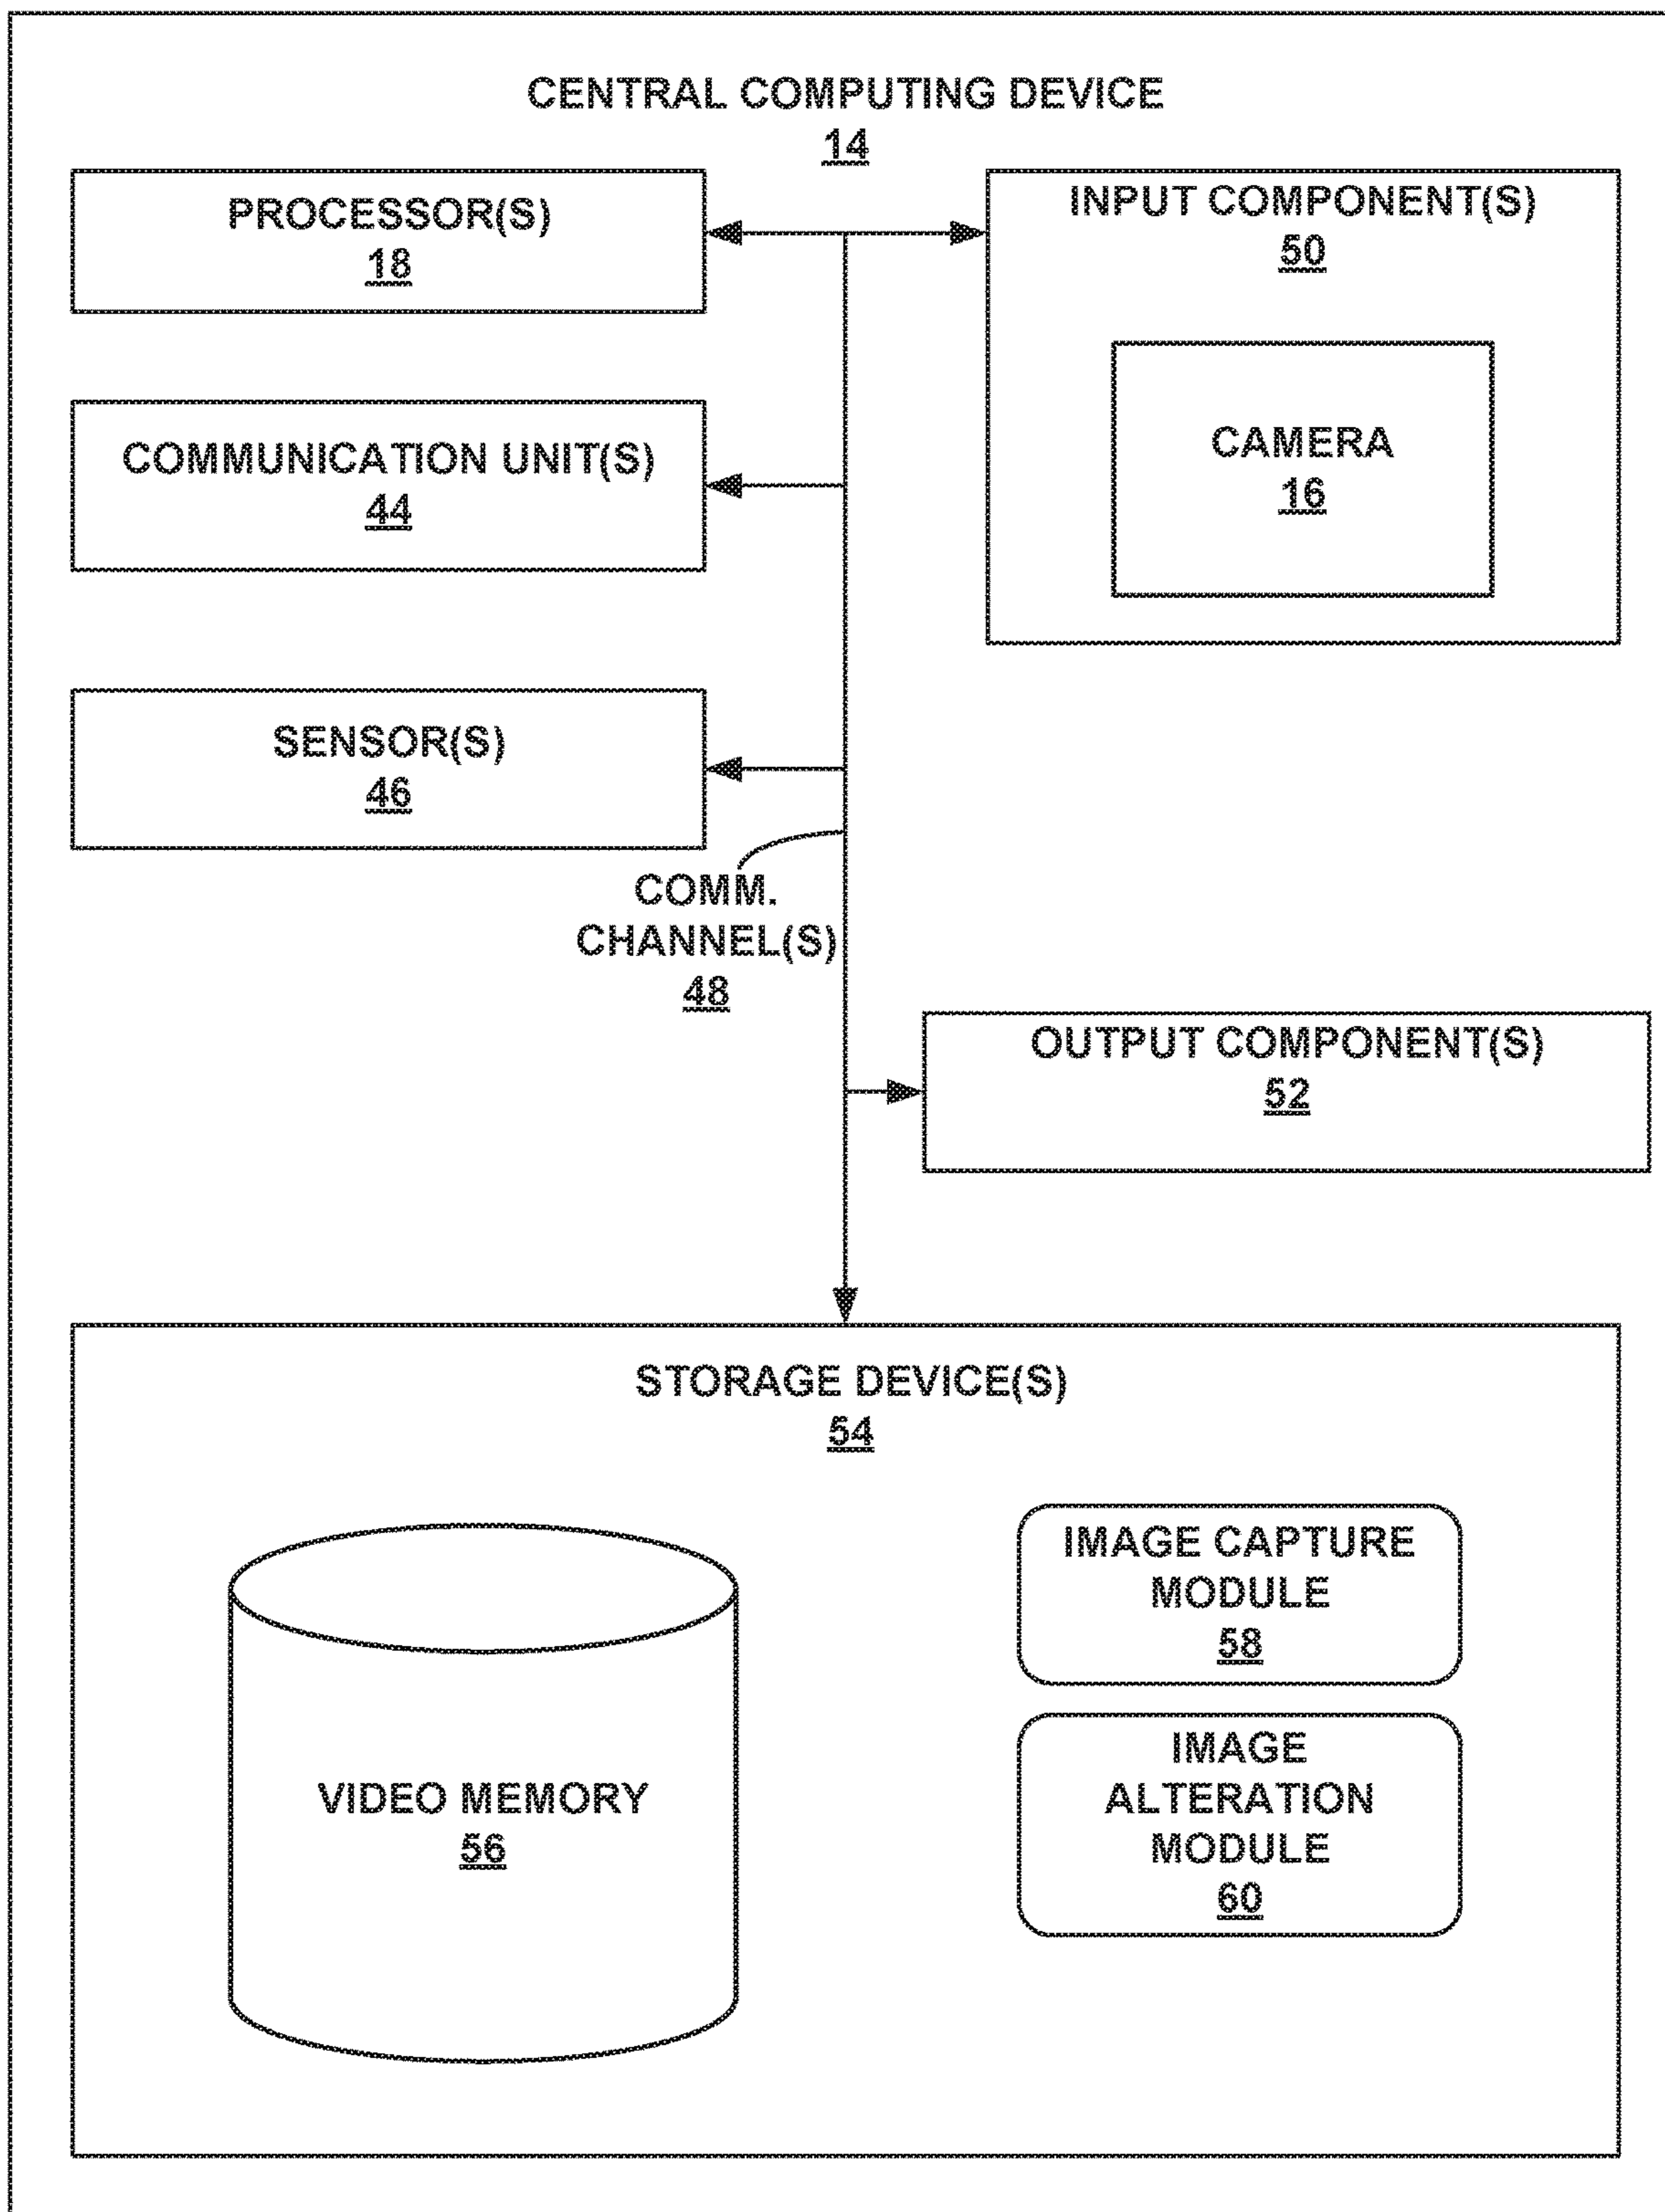 CENTRAL COMPUTING DEVICE
14
PROCESSOR(S)
18
INPUT COMPONENT(S)
50
CAMERA
16
COMMUNICATION UNIT(S)
44
SENSOR(S)
46
COMM.
CHANNEL(S)
48
OUTPUT COMPONENT(S)
52
STORAGE DEVICE(S)
54
VIDEO MEMORY
56
IMAGE CAPTURE
MODULE
58
IMAGE
ALTERATION
MODULE
60